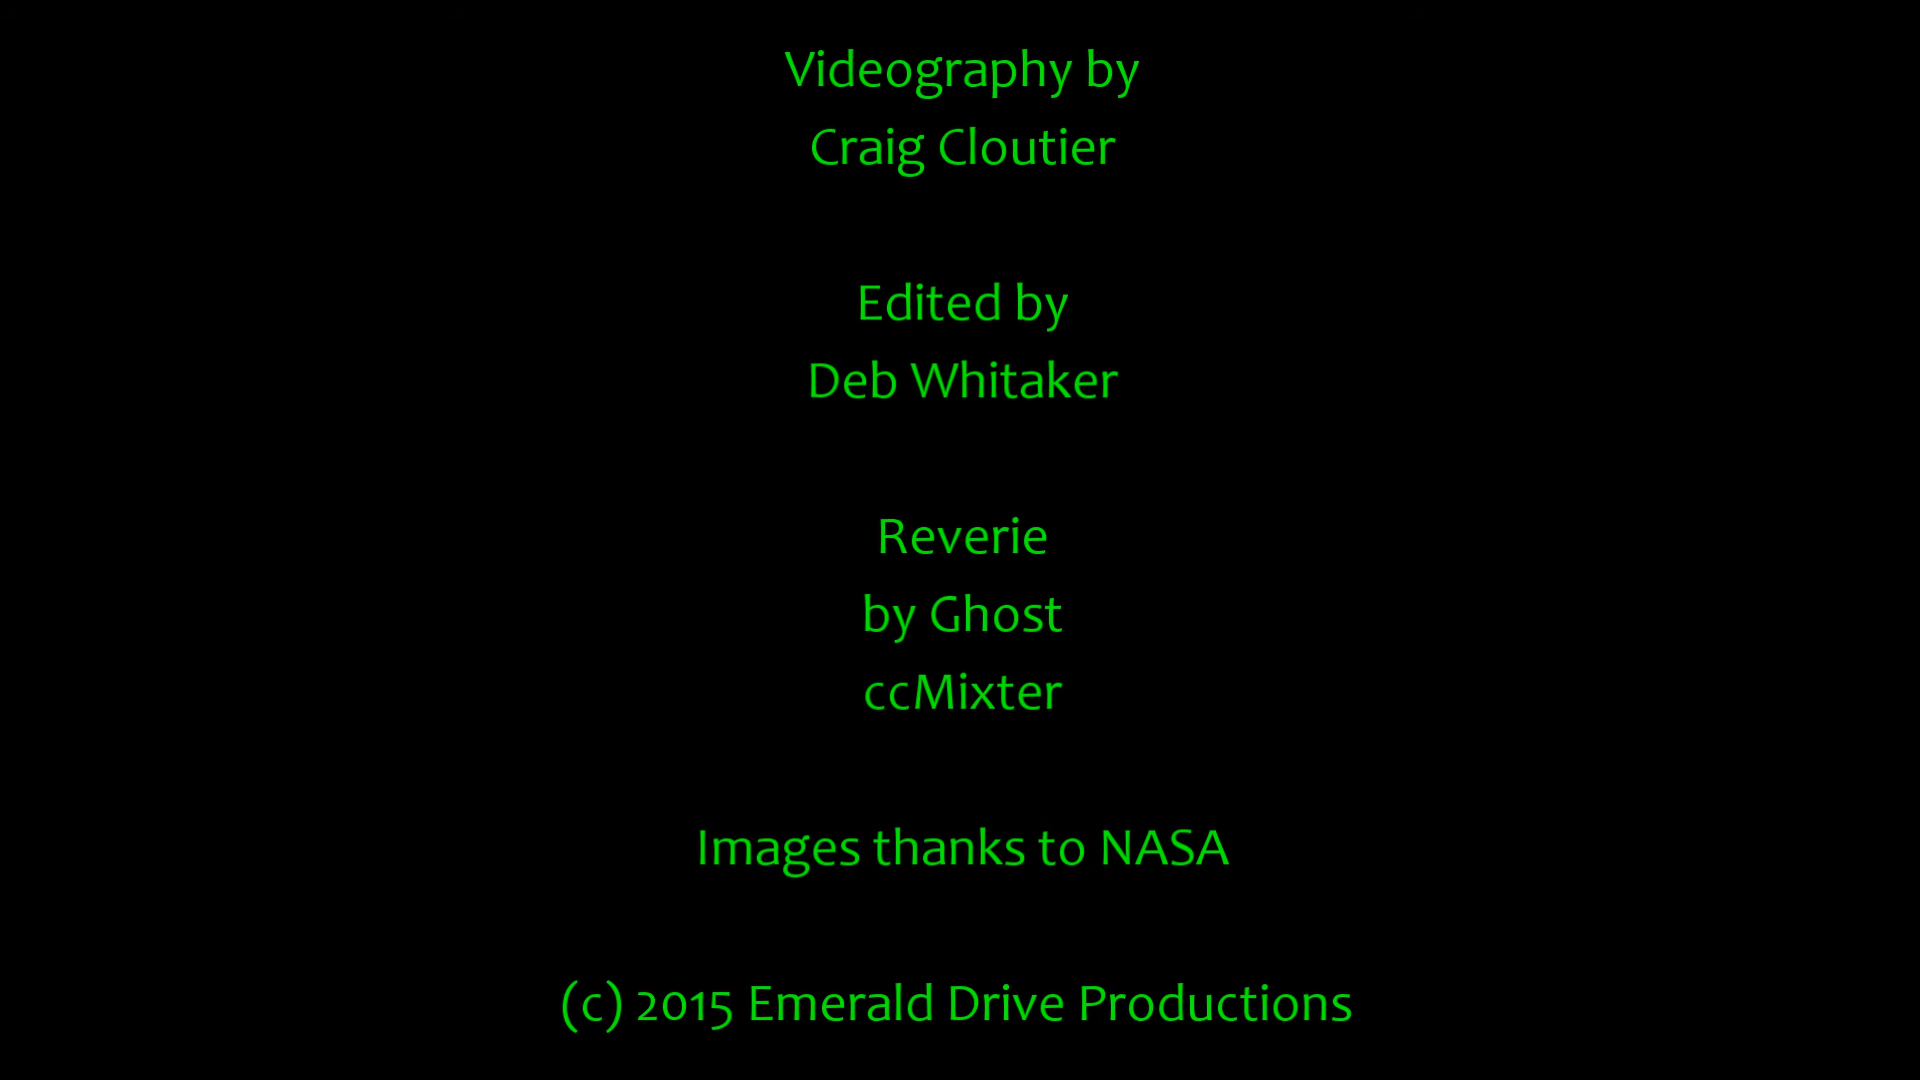 Videography by
Craig Cloutier
Edited by
Deb Whitaker
Reverie
by Ghost
ccMixter
Images thanks to NASA
(c) 2015 Emerald Drive Productions